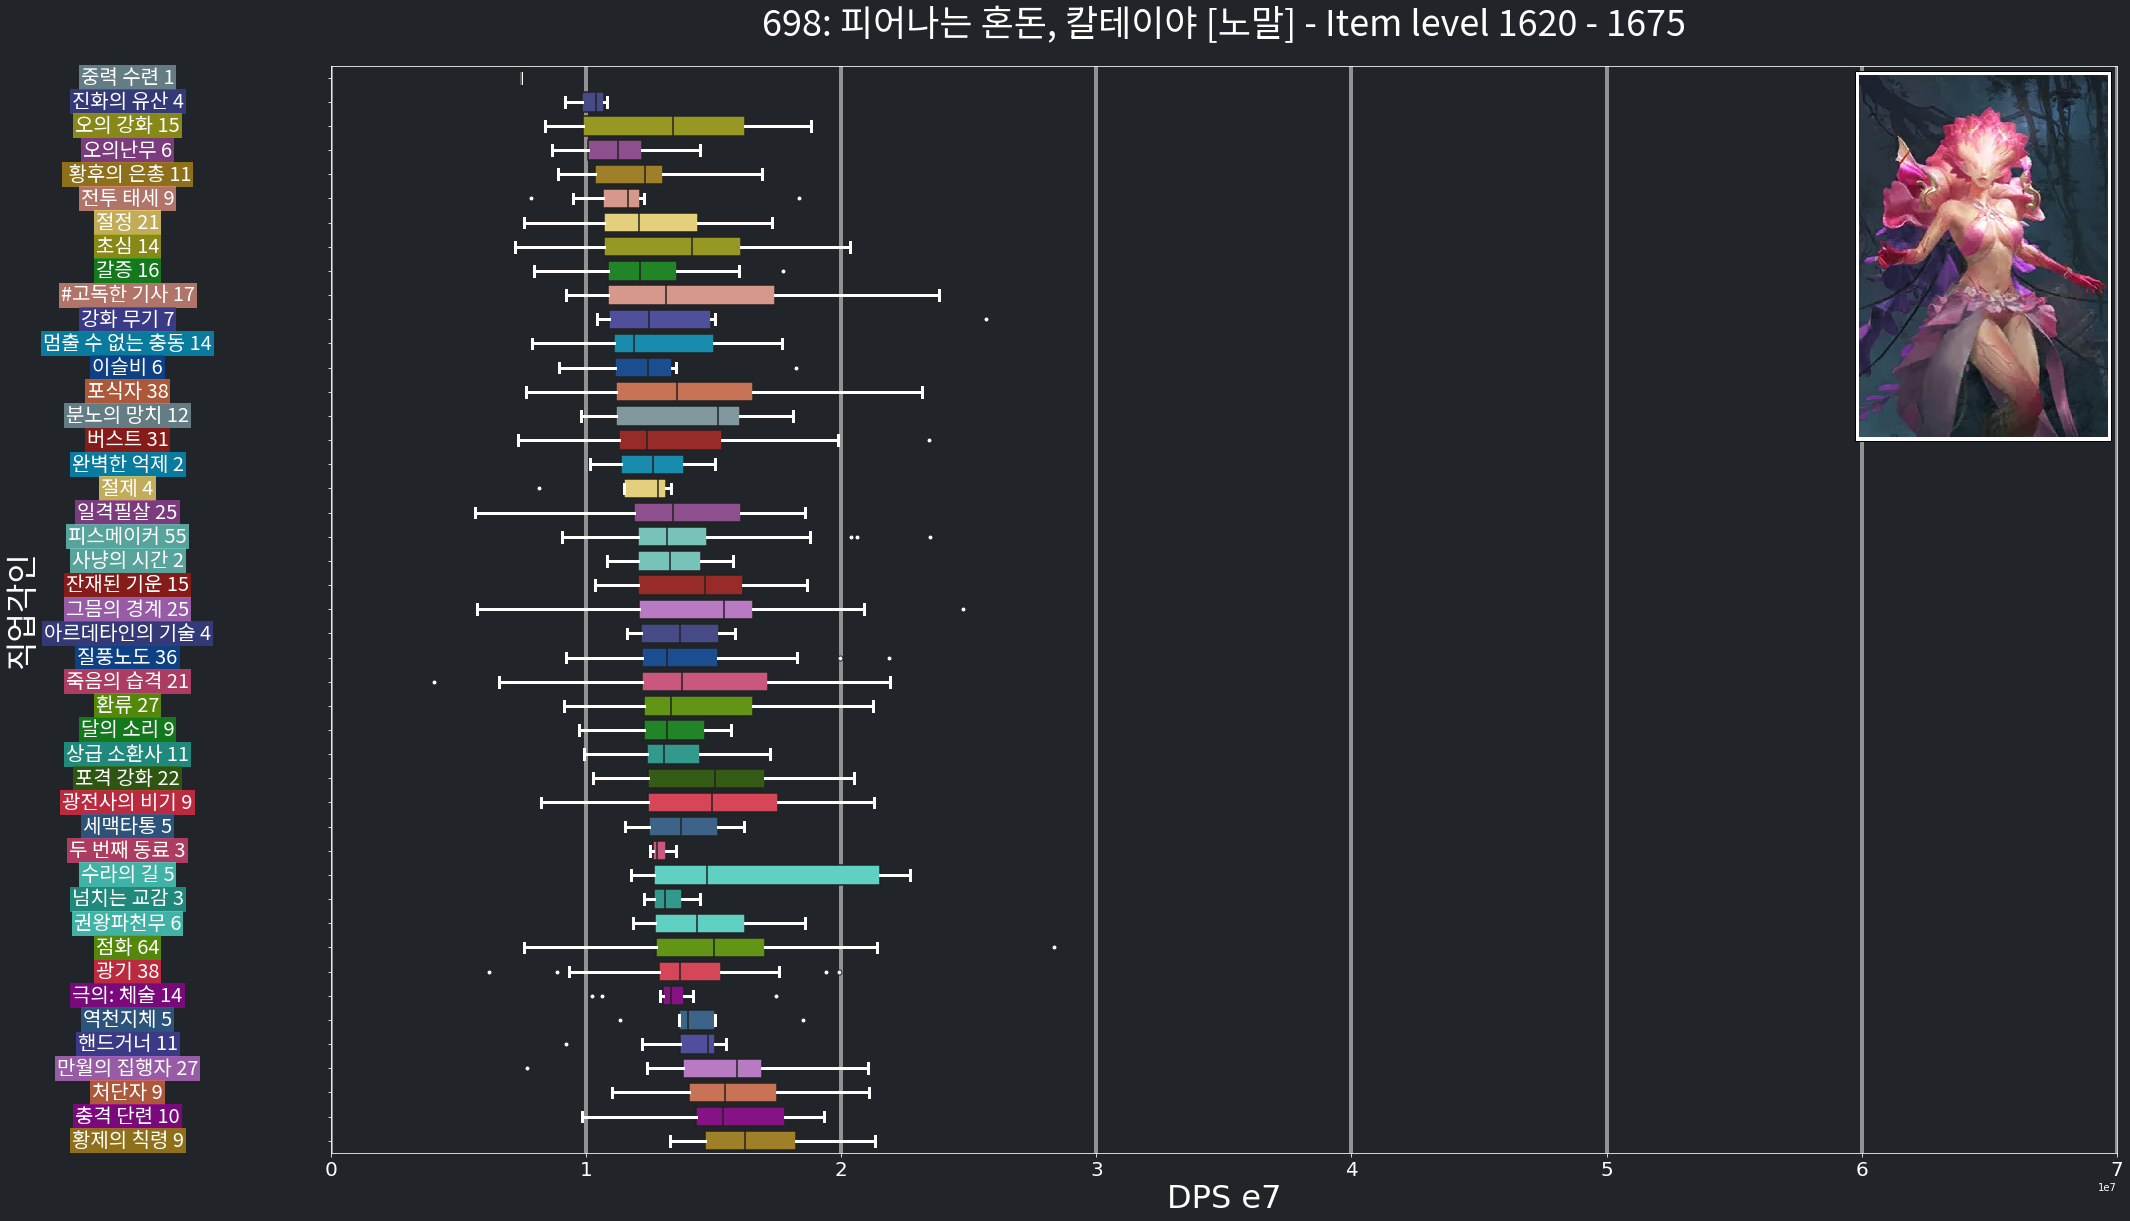 698: 피어나는 혼돈, 칼테이야 [노말] - Item level 1620 - 1675
직업각인
중력 수련 1
진화의 유산 4
오의 강화 15
오의난무 6
황후의 은총 11
전투 태세 9
절정 21
초심 14
갈증 16
#고독한 기사 17
강화 무기 7
멈출 수 없는 충동 14
이슬비 6
포식자 38
분노의 망치 12
버스트 31
완벽한 억제 2
절제 4
일격필살 25
피스메이커 55
사냥의 시간 2
잔재된 기운 15
그믐의 경계 25
아르데타인의 기술 4
질풍노도 36
죽음의 습격 21
환류 27
달의 소리 9
상급 소환사 11
포격 강화 22
광전사의 비기 9
세맥타통 5
두 번째 동료 3
수라의 길 5
넘치는 교감 3
권왕파천무 6
점화 64
광기 38
극의: 체술 14
역천지체 5
핸드거너 11
만월의 집행자 27
처단자 9
충격 단련 10
황제의 칙령 9
0 1 2 3 4 5 6 7
1e7
DPS e7